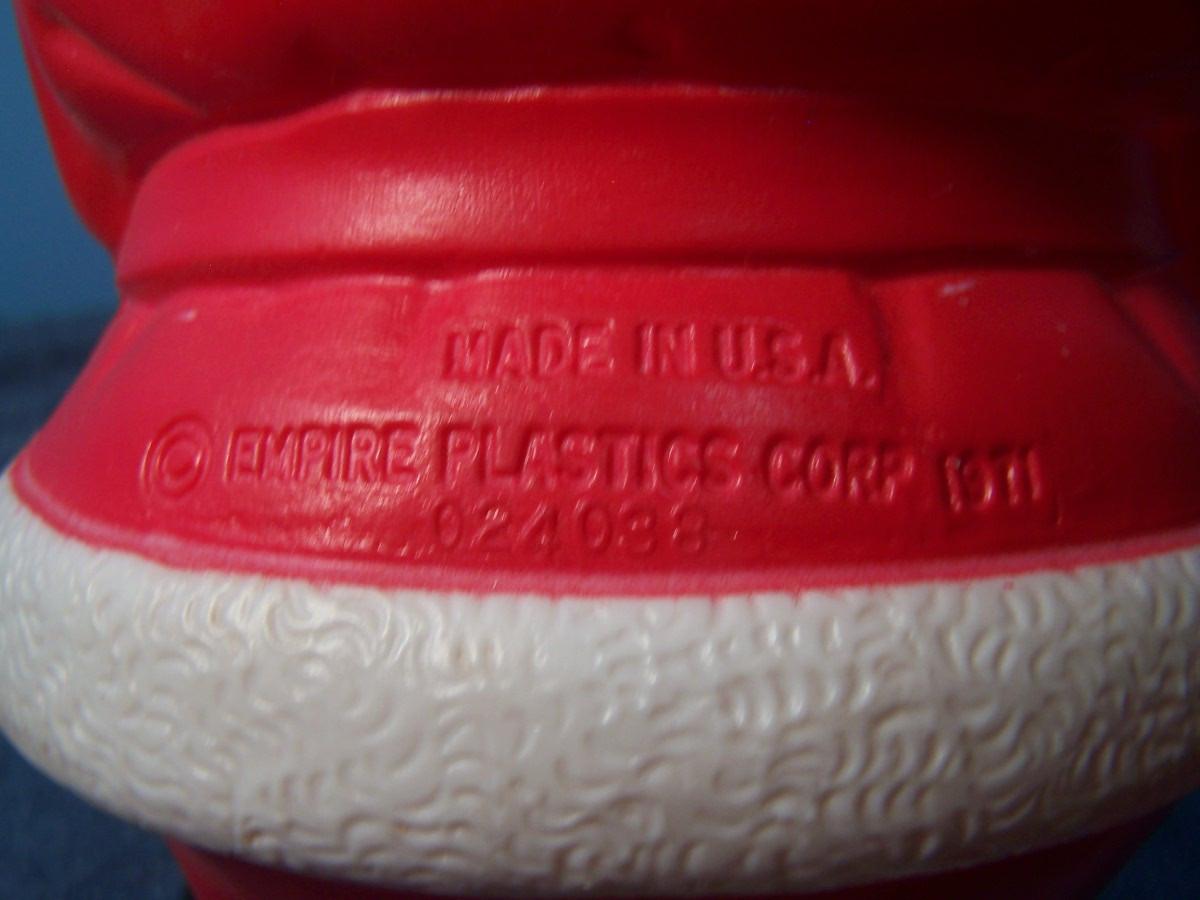 MADE IN U.S.A.
© EMPIRE PLASTICS CORP 1971
024038